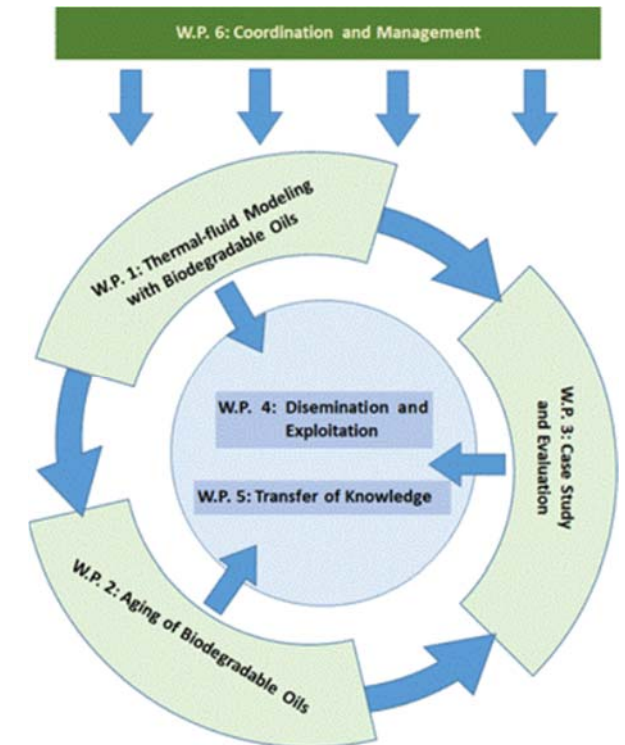 W.P. 6: Coordination and Management
W.P. 1: Thermal-fluid Modeling
with Biodegradable Oils
W.P. 3: Case Study
and Evaluation
W.P. 4: Disemination and
Exploitation
W.P. 5: Transfer of Knowledge
W.P. 2: Aging of Biodegradable Oils